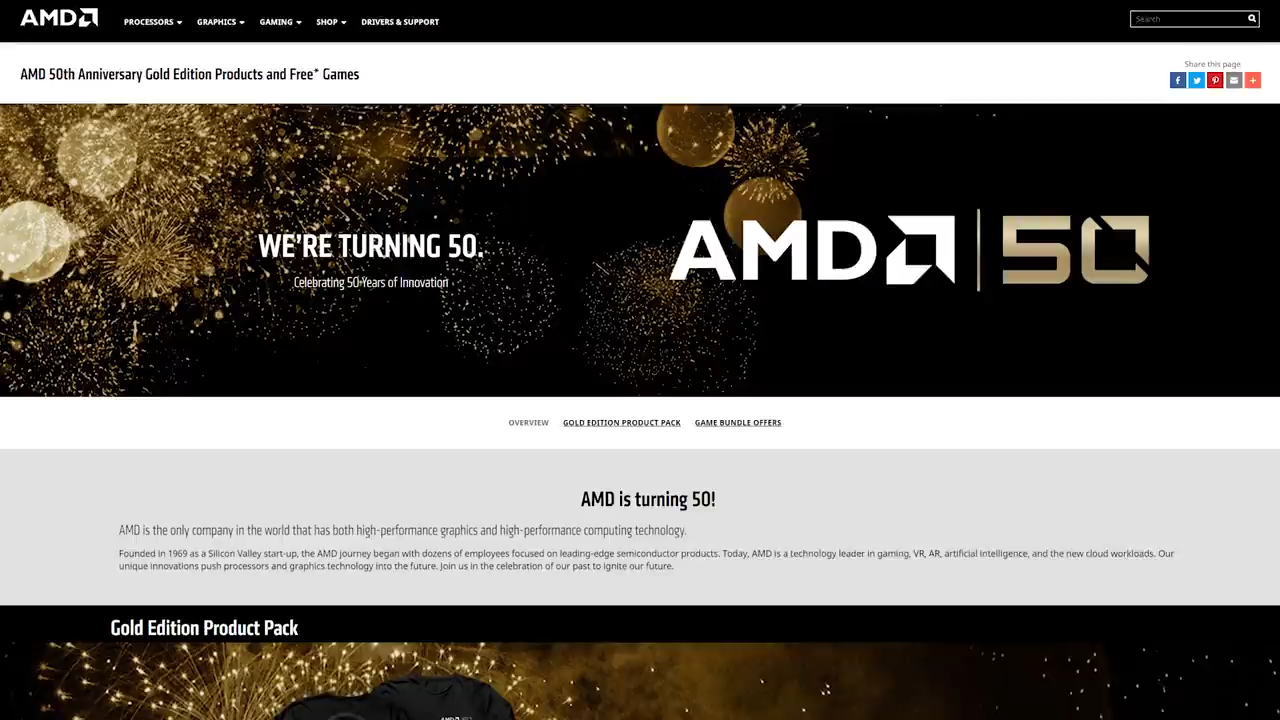 AMD
PROCESSORS GRAPHICS GAMING SHOP DRIVERS & SUPPORT
Search
AMD 50th Anniversary Gold Edition Products and Free* Games
Share this page
WE'RE TURNING 50.
Celebrating 50 Years of Innovation
AMD 50
OVERVIEW GOLD EDITION PRODUCT PACK GAME BUNDLE OFFERS
AMD is turning 50!
AMD is the only company in the world that has both high-performance graphics and high-performance computing technology.
Founded in 1969 as a Silicon Valley start-up, the AMD journey began with dozens of employees focused on leading-edge semiconductor products. Today, AMD is a technology leader in gaming, VR, AR, artificial intelligence, and the new cloud workloads. Our
unique innovations push processors and graphics technology into the future. Join us in the celebration of our past to ignite our future.
Gold Edition Product Pack
AMD 50